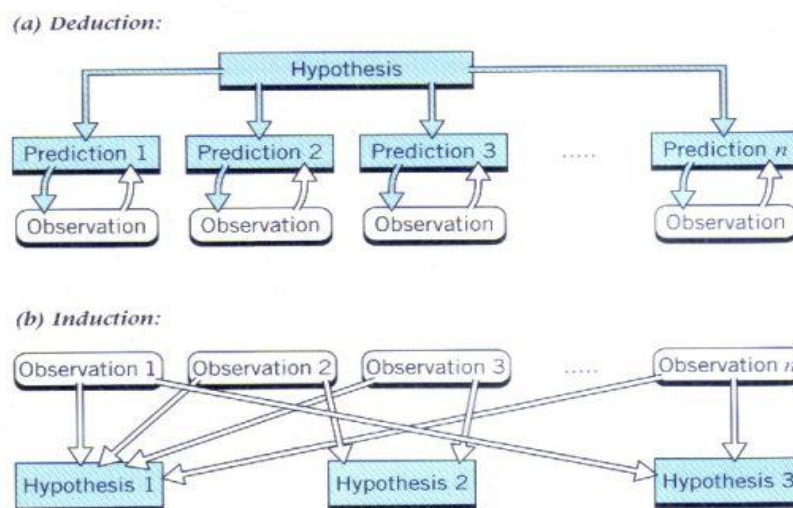 (a) Deduction:
Hypothesis
Prediction 1 Prediction 2 Prediction 3 ..... Prediction n
Observation Observation Observation Observation
(b) Induction:
Observation 1 Observation 2 Observation 3 ..... Observation n
Hypothesis 1 Hypothesis 2 Hypothesis 3